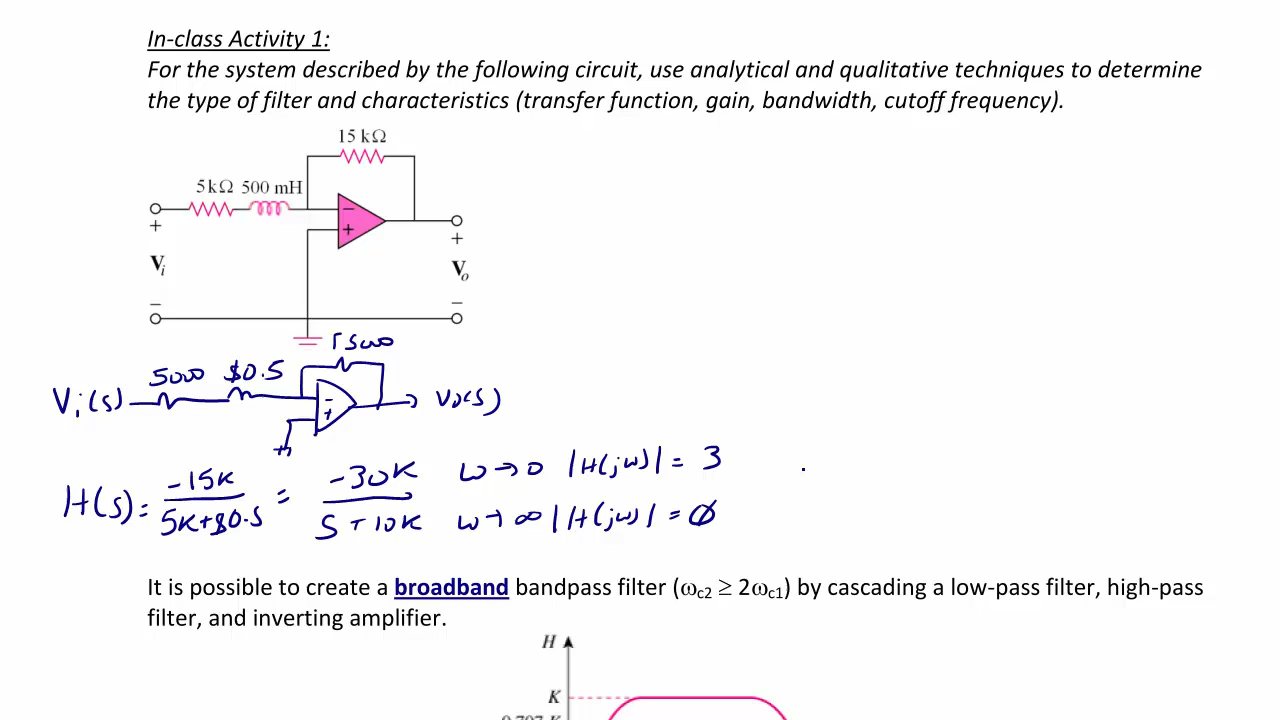 In-class Activity 1:
For the system described by the following circuit, use analytical and qualitative techniques to determine
the type of filter and characteristics (transfer function, gain, bandwidth, cutoff frequency).
15 kΩ
5 kΩ 500 mH
−
+
+
+
Vi
Vo
−
−
15000
5000 $0.5
Vi(s)
−
+
Vo(s)
H(s) = -15K / 5K+$0.5 = -30K / S + 10K
ω→0 |H(jω)| = 3
ω→∞ |H(jω)| = 0
It is possible to create a broadband bandpass filter (ωc2 ≥ 2ωc1) by cascading a low-pass filter, high-pass
filter, and inverting amplifier.
H
K